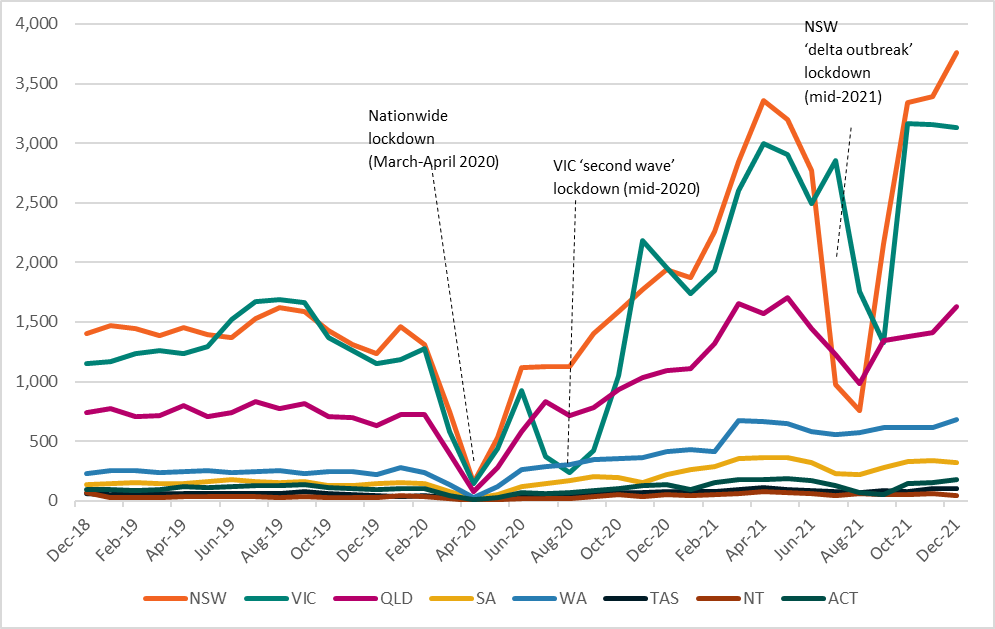 4,000
3,500
3,000
2,500
2,000
1,500
1,000
500
0
NSW
‘delta outbreak’
lockdown
(mid-2021)
Nationwide
lockdown
(March-April 2020)
VIC ‘second wave’
lockdown (mid-2020)
Dec-18
Feb-19
Apr-19
Jun-19
Aug-19
Oct-19
Dec-19
Feb-20
Apr-20
Jun-20
Aug-20
Oct-20
Dec-20
Feb-21
Apr-21
Jun-21
Aug-21
Oct-21
Dec-21
NSW VIC QLD SA WA TAS NT ACT